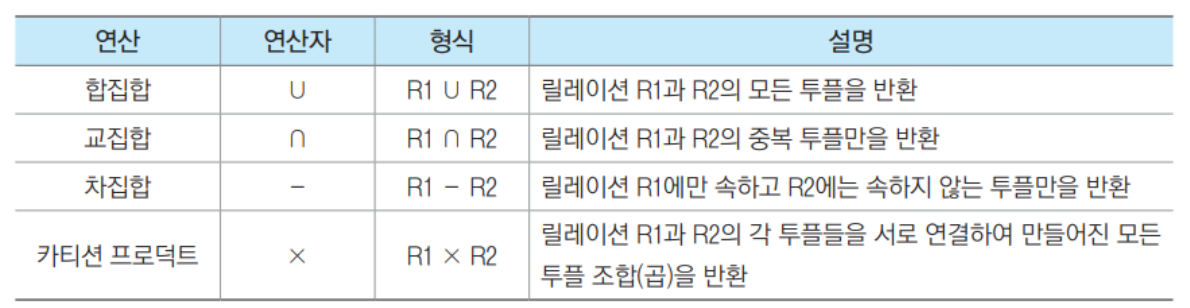 연산 연산자 형식 설명
합집합 ∪ R1 ∪ R2 릴레이션 R1과 R2의 모든 투플을 반환
교집합 ∩ R1 ∩ R2 릴레이션 R1과 R2의 중복 투플만을 반환
차집합 － R1 － R2 릴레이션 R1에만 속하고 R2에는 속하지 않는 투플만을 반환
카티션 프로덕트 × R1 × R2 릴레이션 R1과 R2의 각 투플들을 서로 연결하여 만들어진 모든
투플 조합(곱)을 반환